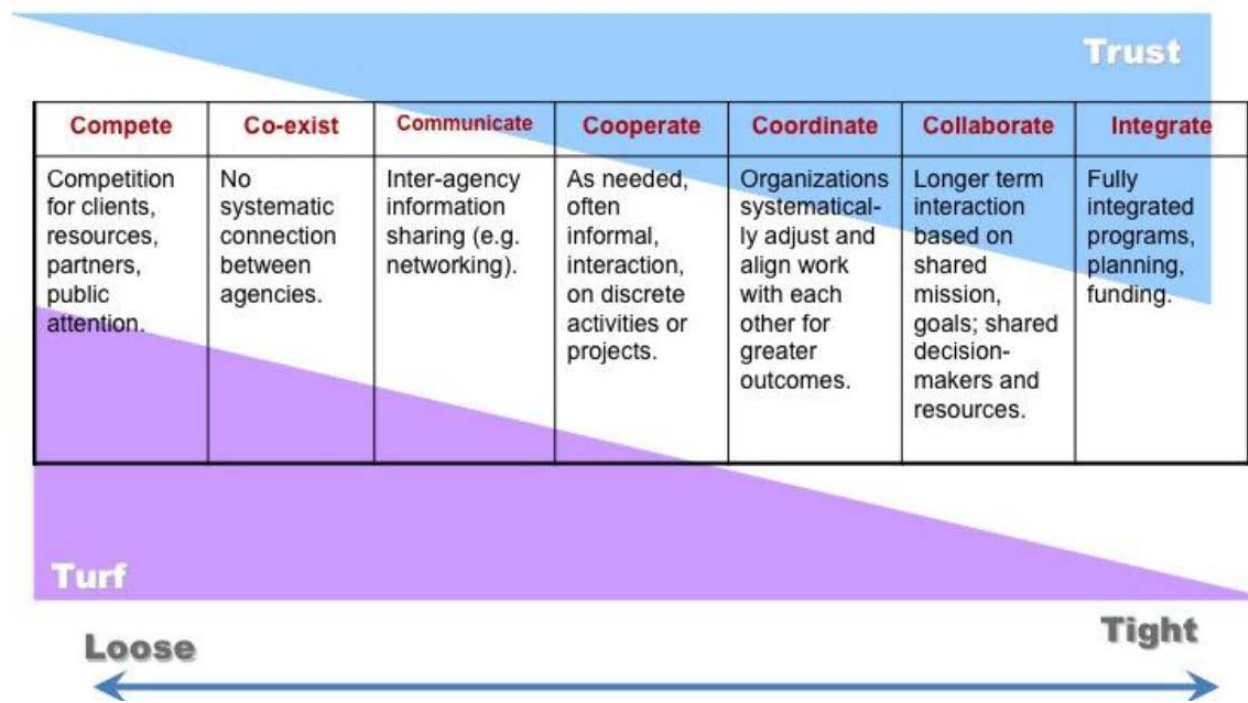 Trust
Compete
Co-exist
Communicate
Cooperate
Coordinate
Collaborate
Integrate
Competition
for clients,
resources,
partners,
public
attention.
No
systematic
connection
between
agencies.
Inter-agency
information
sharing (e.g.
networking).
As needed,
often
informal,
interaction,
on discrete
activities or
projects.
Organizations
systematical-
ly adjust and
align work
with each
other for
greater
outcomes.
Longer term
interaction
based on
shared
mission,
goals; shared
decision-
makers and
resources.
Fully
integrated
programs,
planning,
funding.
Turf
Loose
Tight